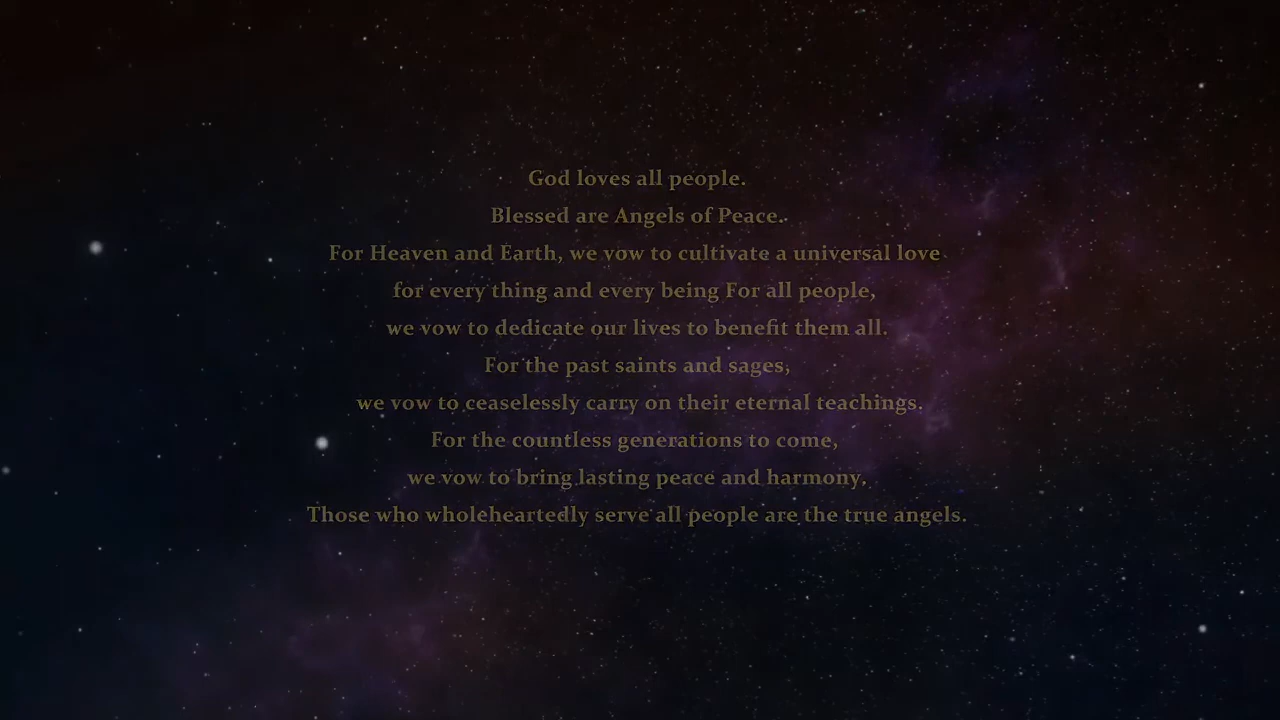 God loves all people.
Blessed are Angels of Peace.
For Heaven and Earth, we vow to cultivate a universal love
for every thing and every being For all people,
we vow to dedicate our lives to benefit them all.
For the past saints and sages,
we vow to ceaselessly carry on their eternal teachings.
For the countless generations to come,
we vow to bring lasting peace and harmony,
Those who wholeheartedly serve all people are the true angels.